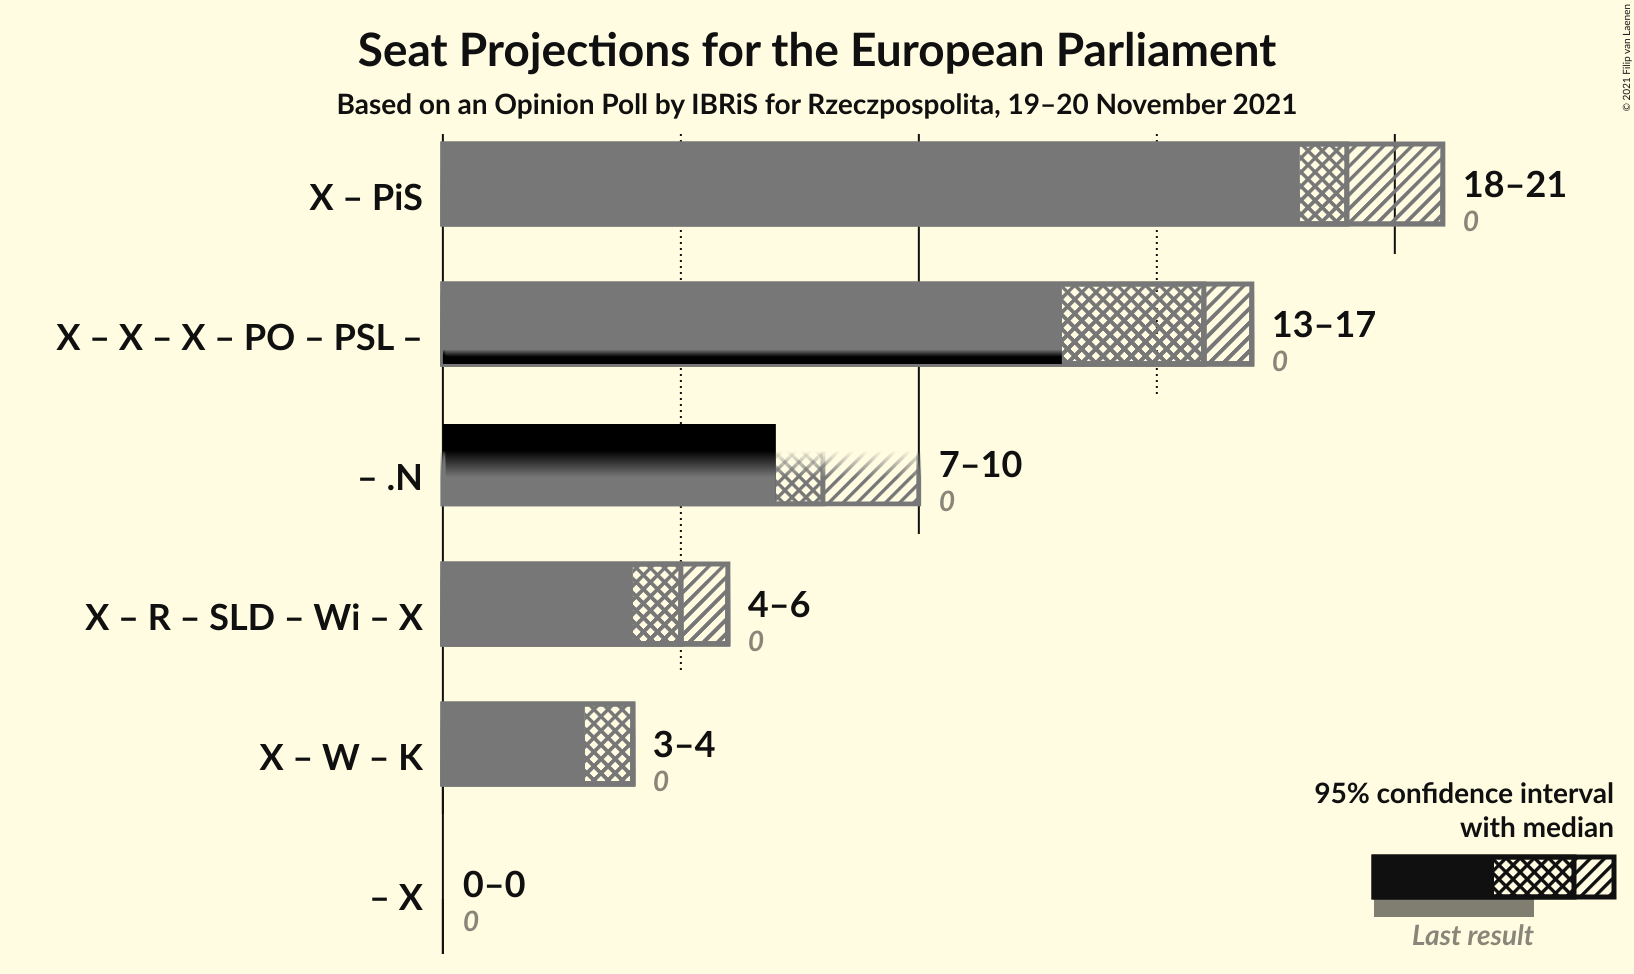 Seat Projections for the European Parliament
Based on an Opinion Poll by IBRiS for Rzeczpospolita, 19–20 November 2021
© 2021 Filip van Laenen
X – PiS
18–21
0
X – X – X – PO – PSL –
13–17
0
– .N
7–10
0
X – R – SLD – Wi – X
4–6
0
X – W – K
3–4
0
– X
0–0
0
95% confidence interval
with median
Last result